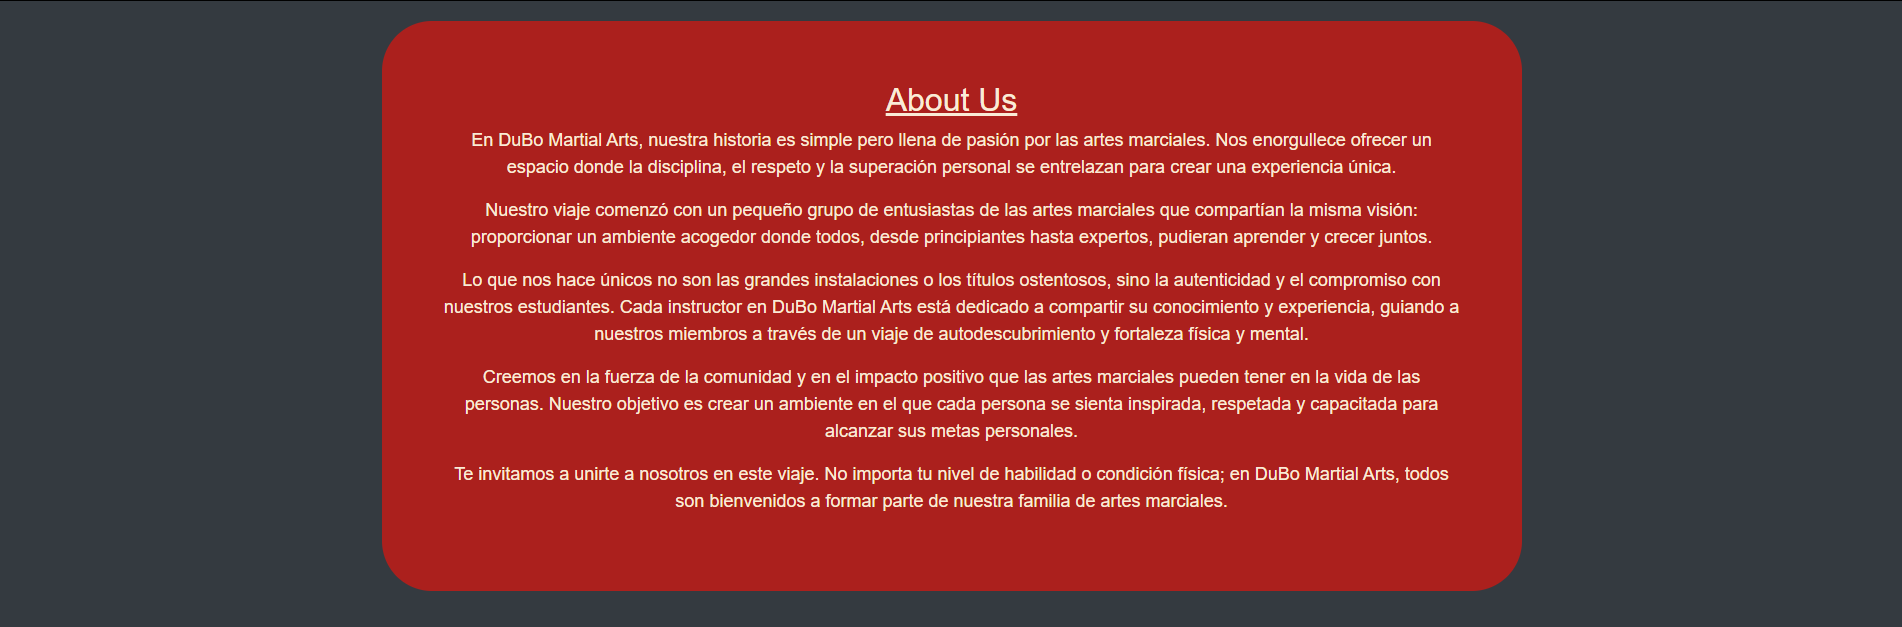 About Us
En DuBo Martial Arts, nuestra historia es simple pero llena de pasión por las artes marciales. Nos enorgullece ofrecer un
espacio donde la disciplina, el respeto y la superación personal se entrelazan para crear una experiencia única.
Nuestro viaje comenzó con un pequeño grupo de entusiastas de las artes marciales que compartían la misma visión:
proporcionar un ambiente acogedor donde todos, desde principiantes hasta expertos, pudieran aprender y crecer juntos.
Lo que nos hace únicos no son las grandes instalaciones o los títulos ostentosos, sino la autenticidad y el compromiso con
nuestros estudiantes. Cada instructor en DuBo Martial Arts está dedicado a compartir su conocimiento y experiencia, guiando a
nuestros miembros a través de un viaje de autodescubrimiento y fortaleza física y mental.
Creemos en la fuerza de la comunidad y en el impacto positivo que las artes marciales pueden tener en la vida de las
personas. Nuestro objetivo es crear un ambiente en el que cada persona se sienta inspirada, respetada y capacitada para
alcanzar sus metas personales.
Te invitamos a unirte a nosotros en este viaje. No importa tu nivel de habilidad o condición física; en DuBo Martial Arts, todos
son bienvenidos a formar parte de nuestra familia de artes marciales.